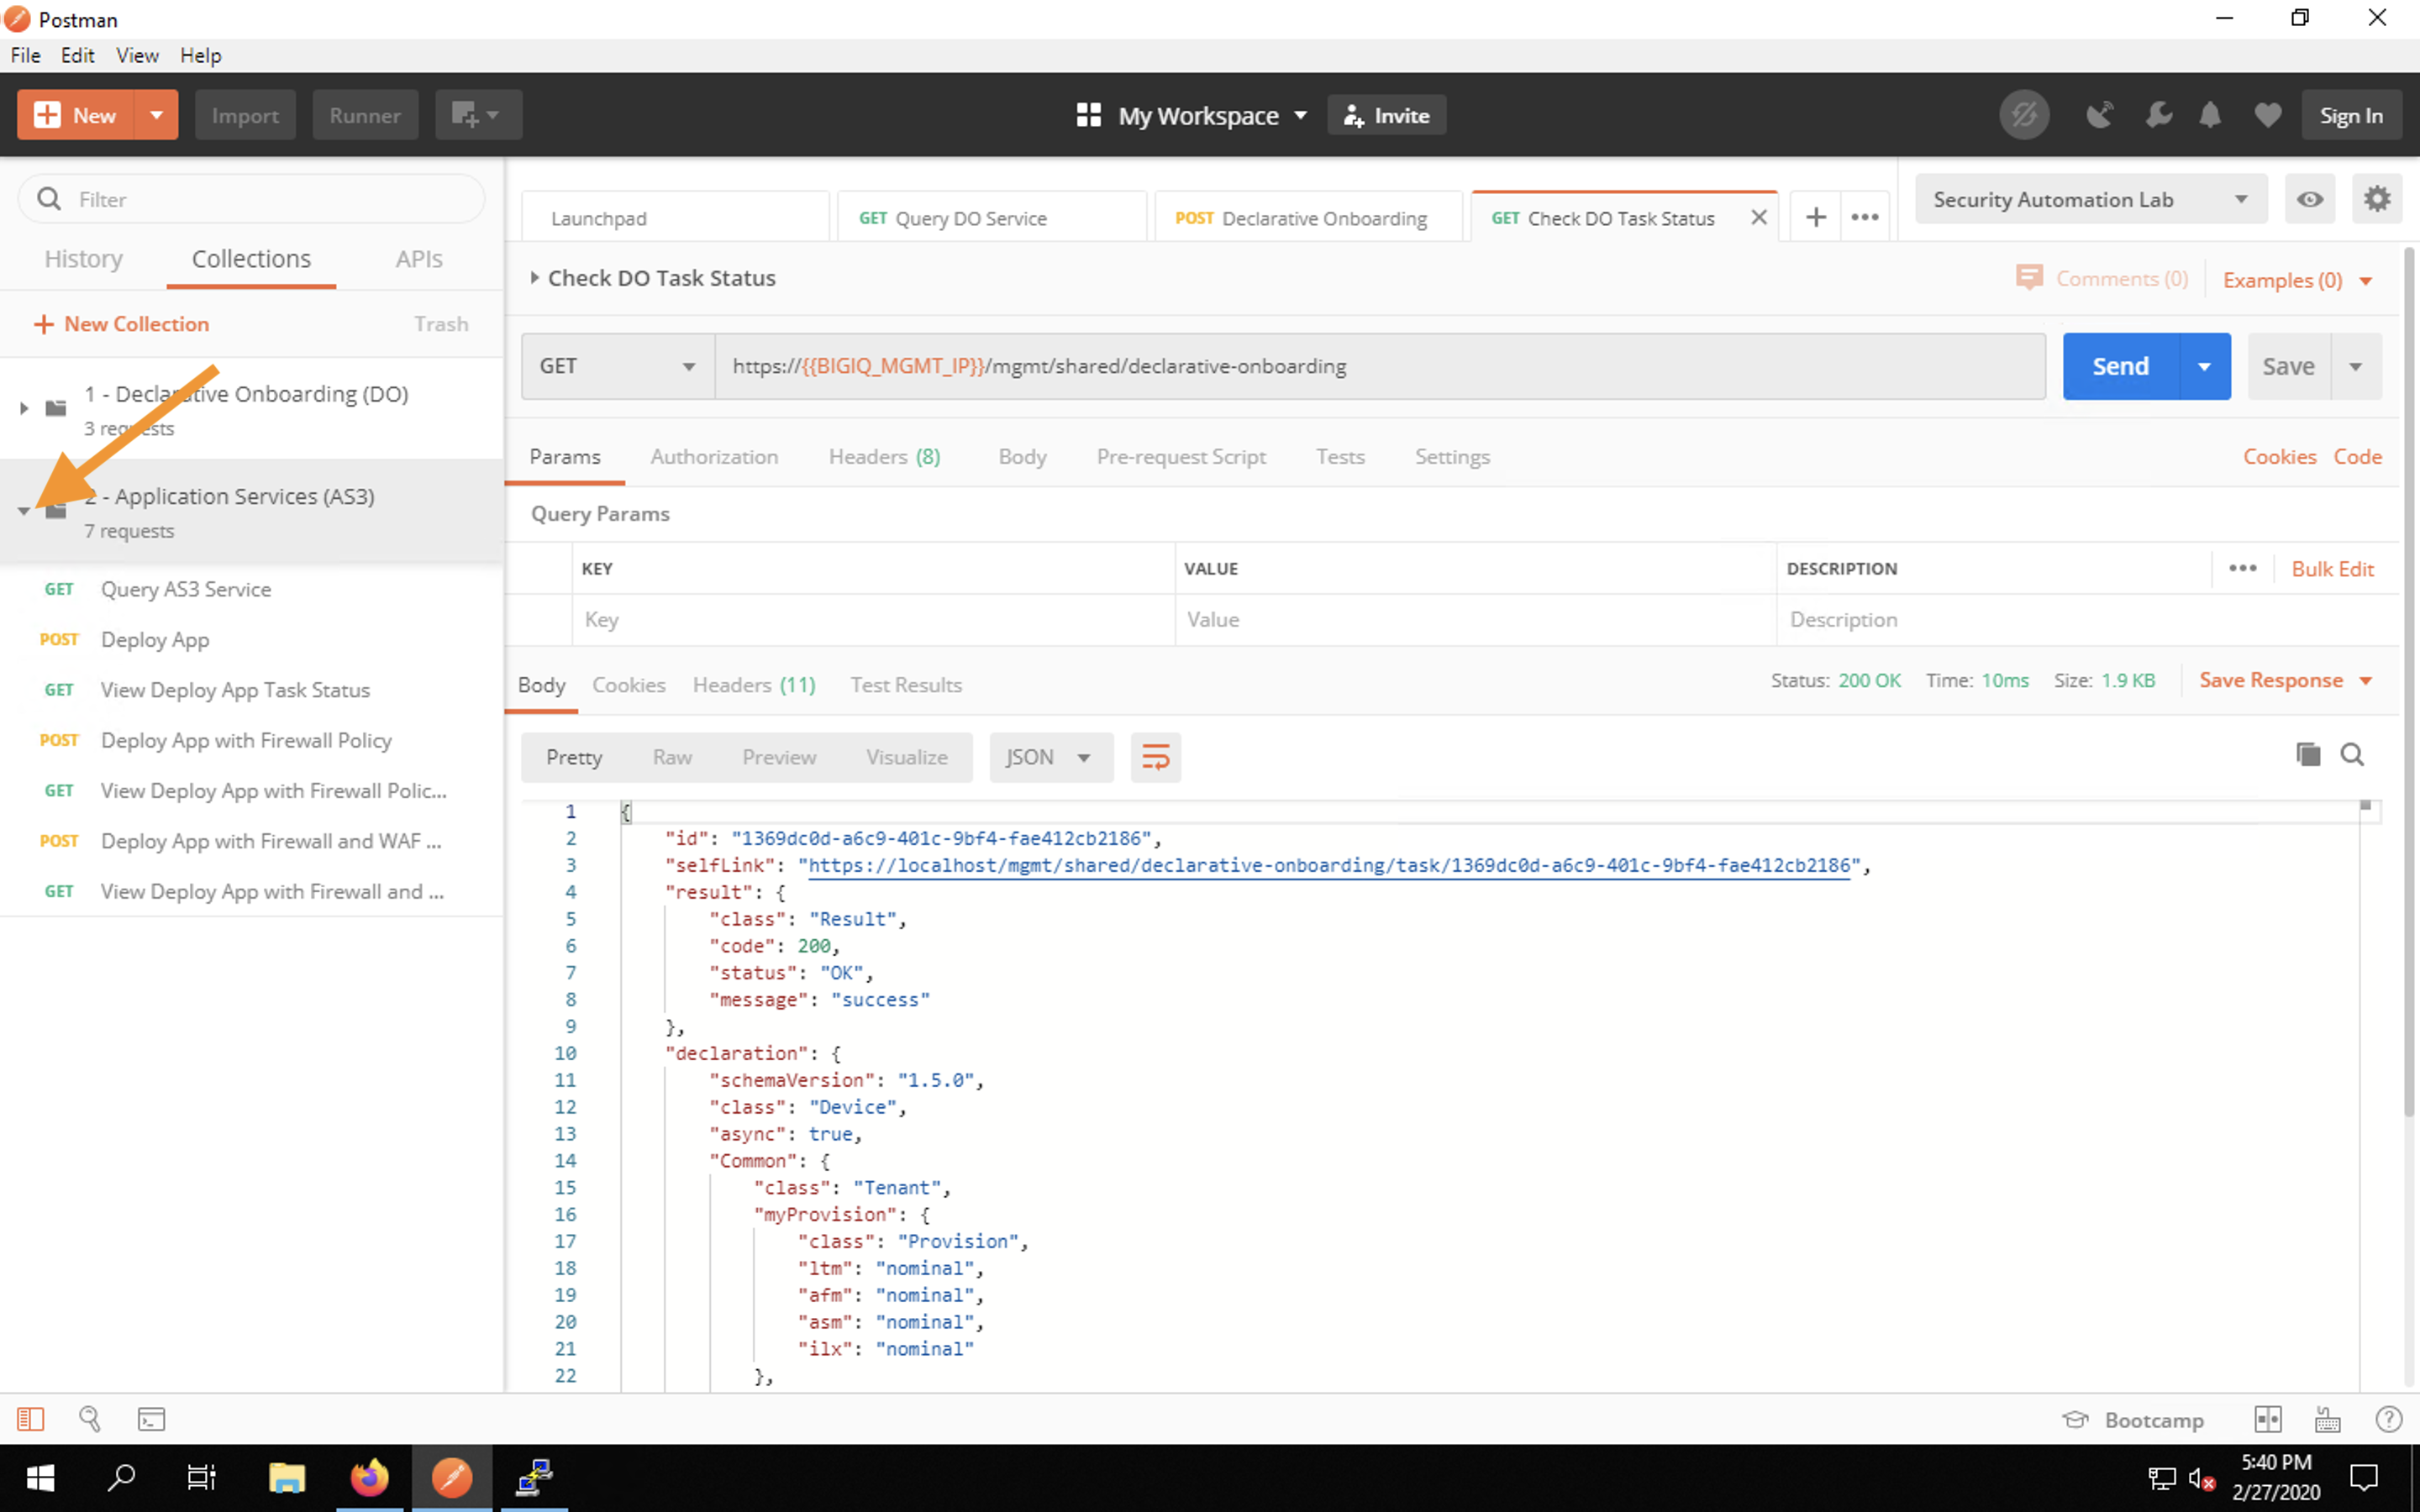 Postman
File Edit View Help
New Import Runner My Workspace Invite Sign In
Filter
History Collections APIs
New Collection Trash
1 - Declarative Onboarding (DO)
3 requests
2 - Application Services (AS3)
7 requests
GET Query AS3 Service
POST Deploy App
GET View Deploy App Task Status
POST Deploy App with Firewall Policy
GET View Deploy App with Firewall Polic...
POST Deploy App with Firewall and WAF ...
GET View Deploy App with Firewall and ...
Launchpad GET Query DO Service POST Declarative Onboarding GET Check DO Task Status
Security Automation Lab
Check DO Task Status Comments (0) Examples (0)
GET https://{{BIGIQ_MGMT_IP}}/mgmt/shared/declarative-onboarding Send Save
Params Authorization Headers (8) Body Pre-request Script Tests Settings Cookies Code
Query Params
KEY VALUE DESCRIPTION Bulk Edit
Key Value Description
Body Cookies Headers (11) Test Results Status: 200 OK Time: 10ms Size: 1.9 KB Save Response
Pretty Raw Preview Visualize JSON
1 {
2 "id": "1369dc0d-a6c9-401c-9bf4-fae412cb2186",
3 "selfLink": "https://localhost/mgmt/shared/declarative-onboarding/task/1369dc0d-a6c9-401c-9bf4-fae412cb2186",
4 "result": {
5 "class": "Result",
6 "code": 200,
7 "status": "OK",
8 "message": "success"
9 },
10 "declaration": {
11 "schemaVersion": "1.5.0",
12 "class": "Device",
13 "async": true,
14 "Common": {
15 "class": "Tenant",
16 "myProvision": {
17 "class": "Provision",
18 "ltm": "nominal",
19 "afm": "nominal",
20 "asm": "nominal",
21 "ilx": "nominal"
22 },
Bootcamp
5:40 PM
2/27/2020